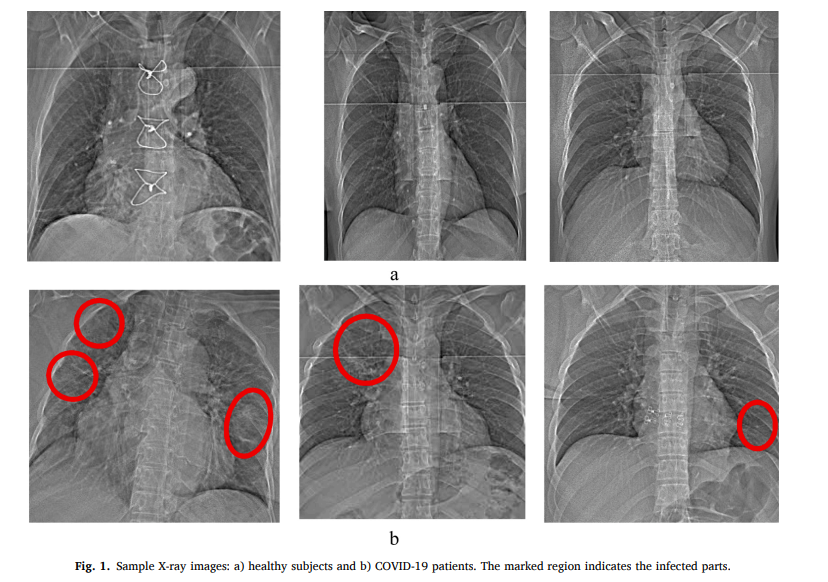 a
b
Fig. 1. Sample X-ray images: a) healthy subjects and b) COVID-19 patients. The marked region indicates the infected parts.